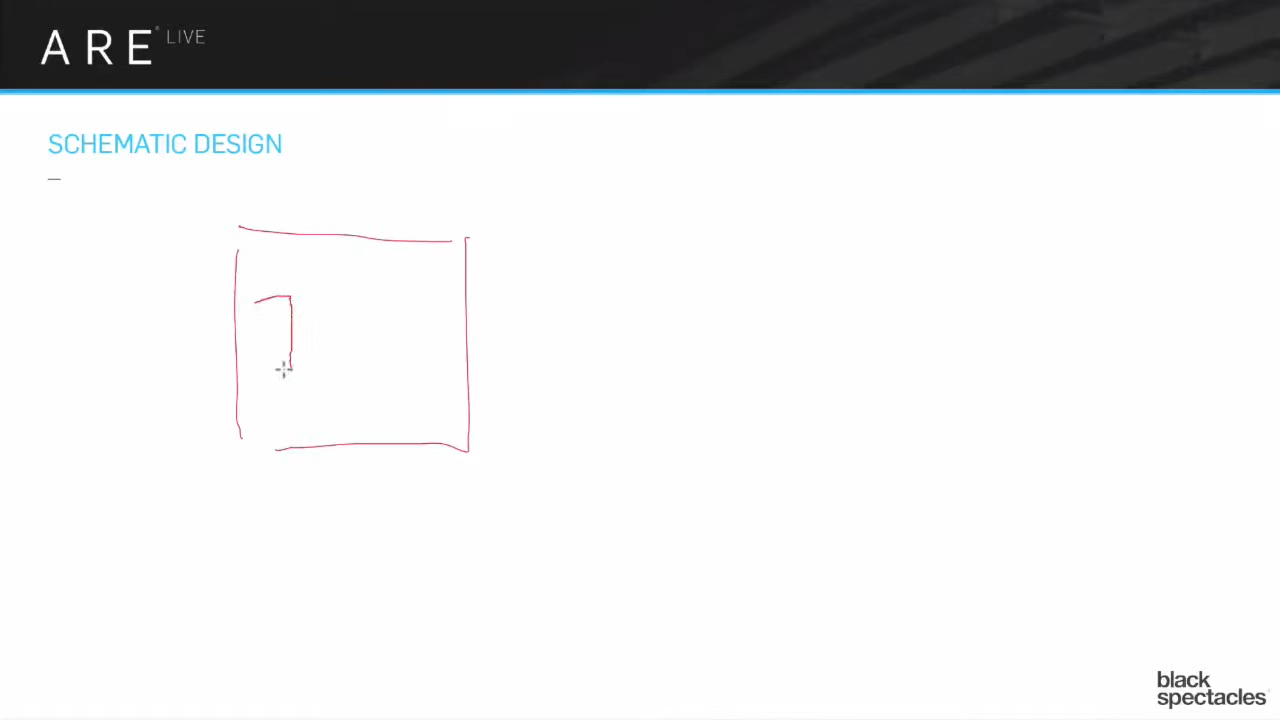 ARE® LIVE
SCHEMATIC DESIGN
—
black
spectacles